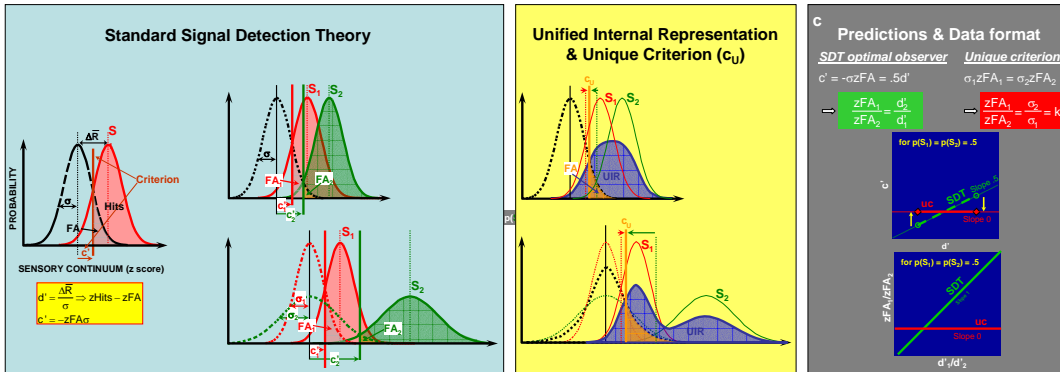 Standard Signal Detection Theory
ΔR̅
S
Criterion
σ
Hits
FA
c'
PROBABILITY
SENSORY CONTINUUM (z score)
d' = ΔR̅/σ ⇒ zHits – zFA
c' = –zFAσ
S₁
S₂
σ
FA₁
FA₂
c'₁
c'₂
S₁
S₂
σ₁
σ₂
FA₁
FA₂
c'₁
c'₂
p(
Unified Internal Representation
& Unique Criterion (cᵤ)
cᵤ
S₁
S₂
FA
UIR
cᵤ
S₁
S₂
UIR
c
Predictions & Data format
SDT optimal observer
Unique criterion
c' = -σzFA = .5d'
σ₁zFA₁ = σ₂zFA₂
⇨ zFA₁/zFA₂ = d'₂/d'₁
⇨ zFA₁/zFA₂ = σ₂/σ₁ = k
for p(S₁) = p(S₂) = .5
c'
SDT
Slope .5
uc
Slope 0
d'
for p(S₁) = p(S₂) = .5
zFA₁/zFA₂
SDT
uc
Slope 0
d'₁/d'₂